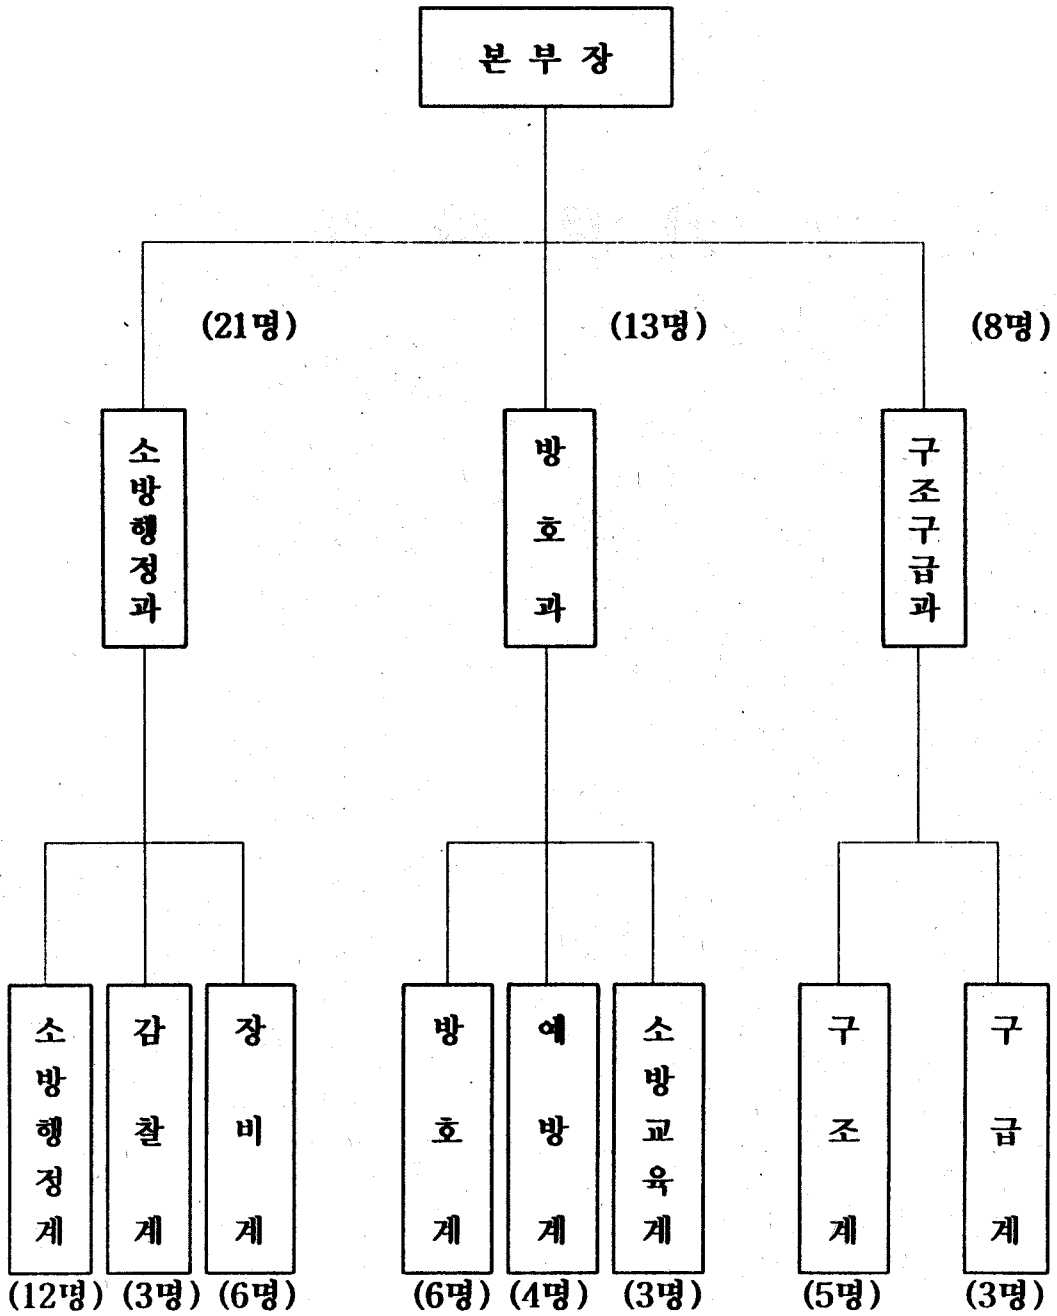 본 부 장
(21명)
(13명)
(8명)
소방행정과
방호과
구조구급과
소방행정계
감찰계
장비계
방호계
예방계
소방교육계
구조계
구급계
(12명)
(3명)
(6명)
(6명)
(4명)
(3명)
(5명)
(3명)